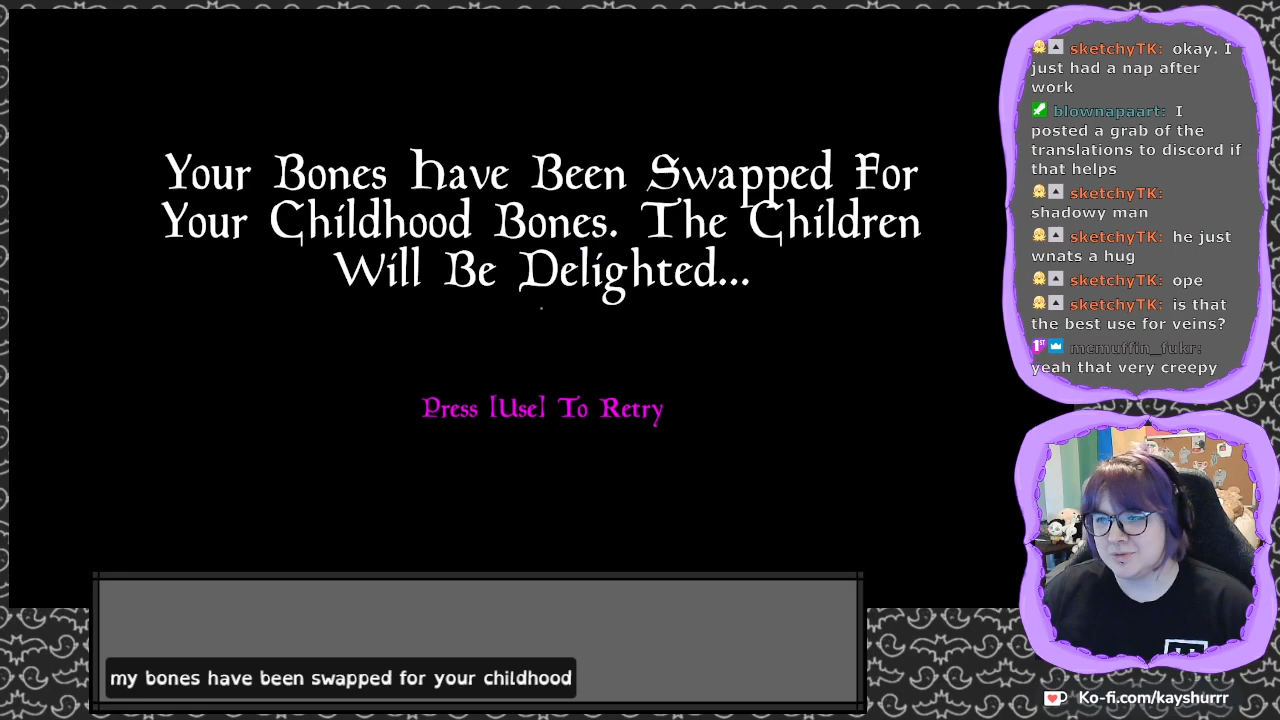 Your Bones Have Been Swapped For
Your Childhood Bones. The Children
Will Be Delighted...
Press [Use] To Retry
my bones have been swapped for your childhood
sketchyTK: okay. I
just had a nap after
work
blownapaart: I
posted a grab of the
translations to discord if
that helps
sketchyTK:
shadowy man
sketchyTK: he just
wnats a hug
sketchyTK: ope
sketchyTK: is that
the best use for veins?
1ST mcmuffin_fukr:
yeah that very creepy
Ko-fi.com/kayshurrr